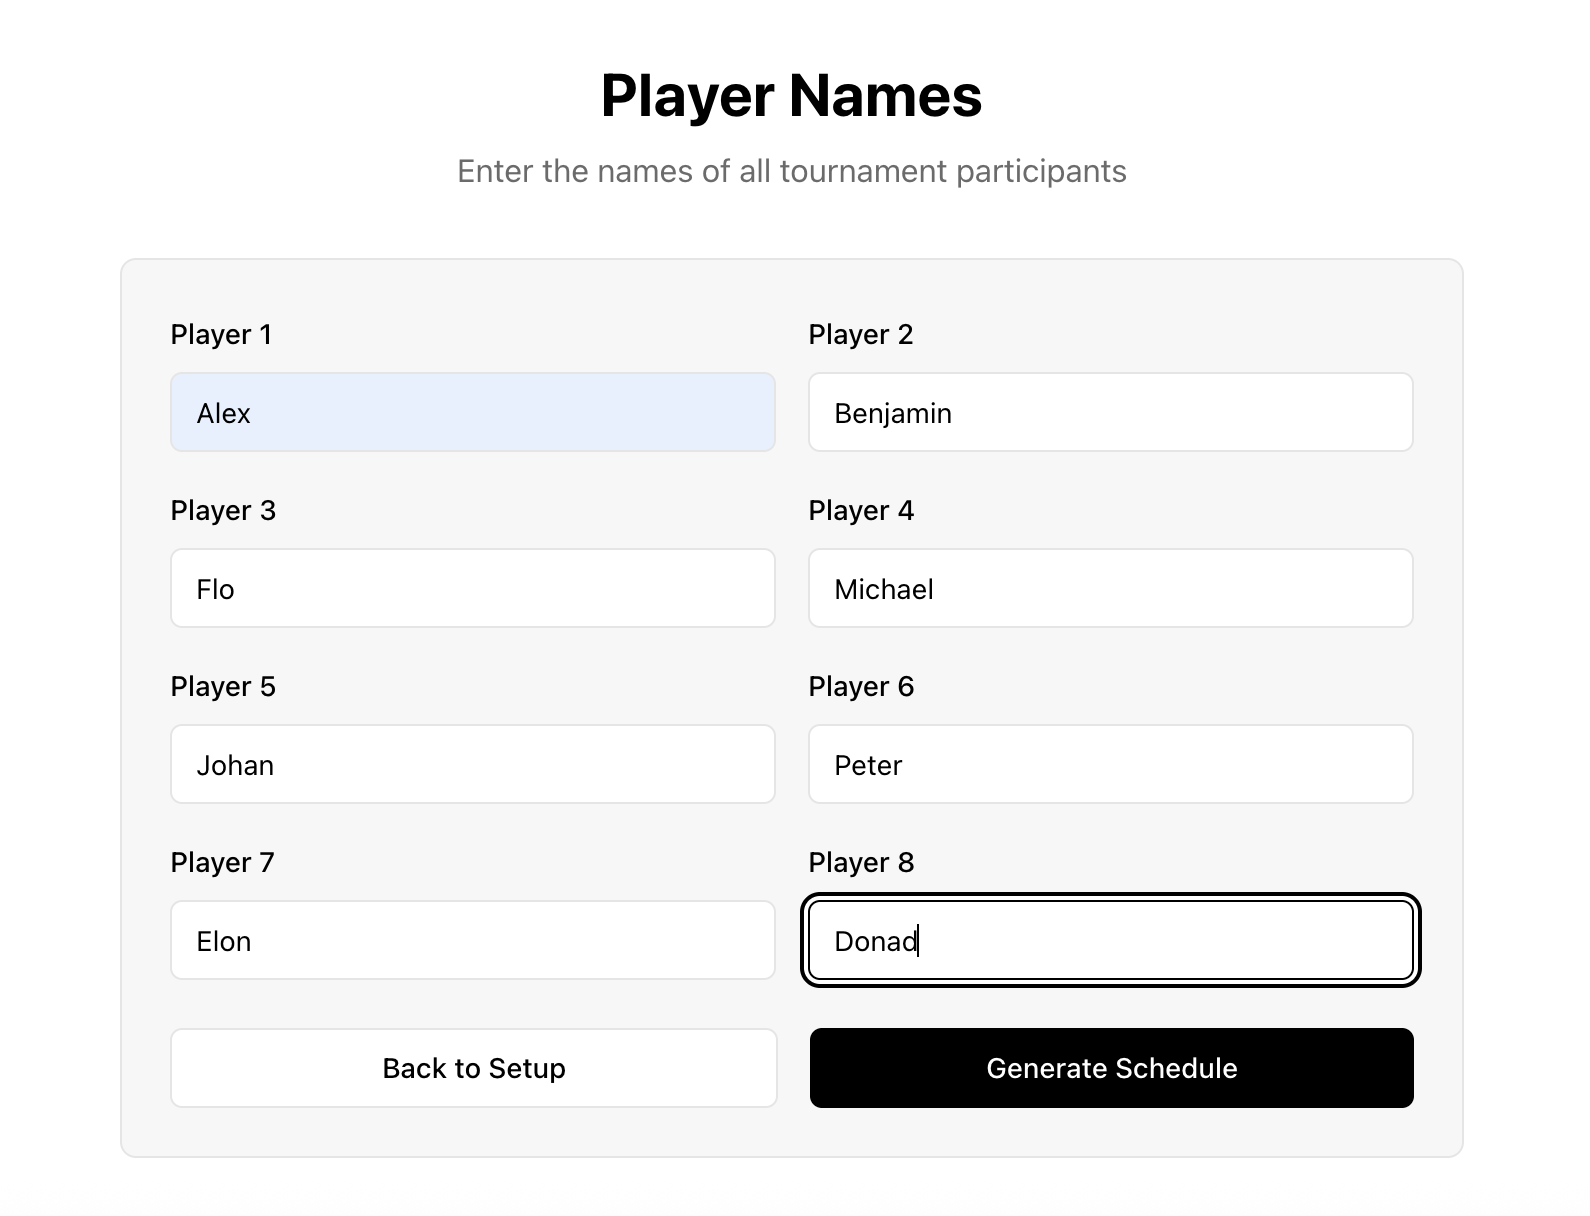 Player Names
Enter the names of all tournament participants
Player 1
Player 2
Alex
Benjamin
Player 3
Player 4
Flo
Michael
Player 5
Player 6
Johan
Peter
Player 7
Player 8
Elon
Donad
Back to Setup
Generate Schedule